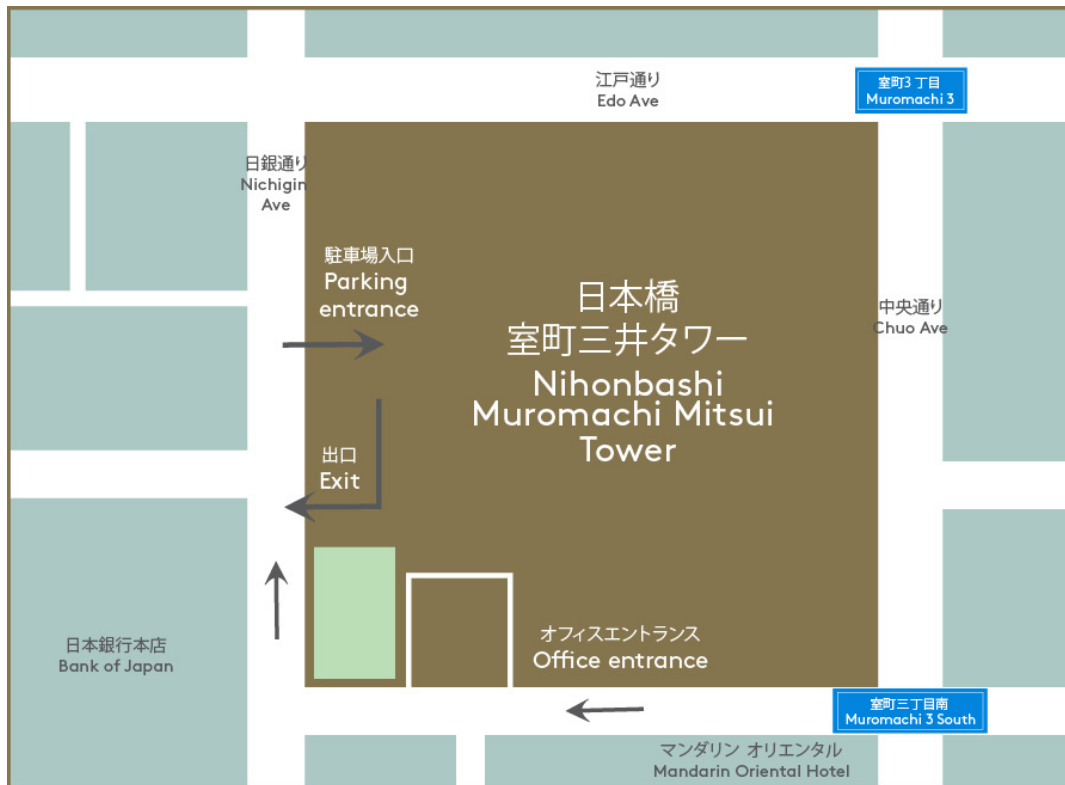 江戸通り
Edo Ave
室町3丁目
Muromachi 3
日銀通り
Nichigin
Ave
駐車場入口
Parking
entrance
日本橋
室町三井タワー
Nihonbashi
Muromachi Mitsui
Tower
中央通り
Chuo Ave
出口
Exit
日本銀行本店
Bank of Japan
オフィスエントランス
Office entrance
室町三丁目南
Muromachi 3 South
マンダリン オリエンタル
Mandarin Oriental Hotel